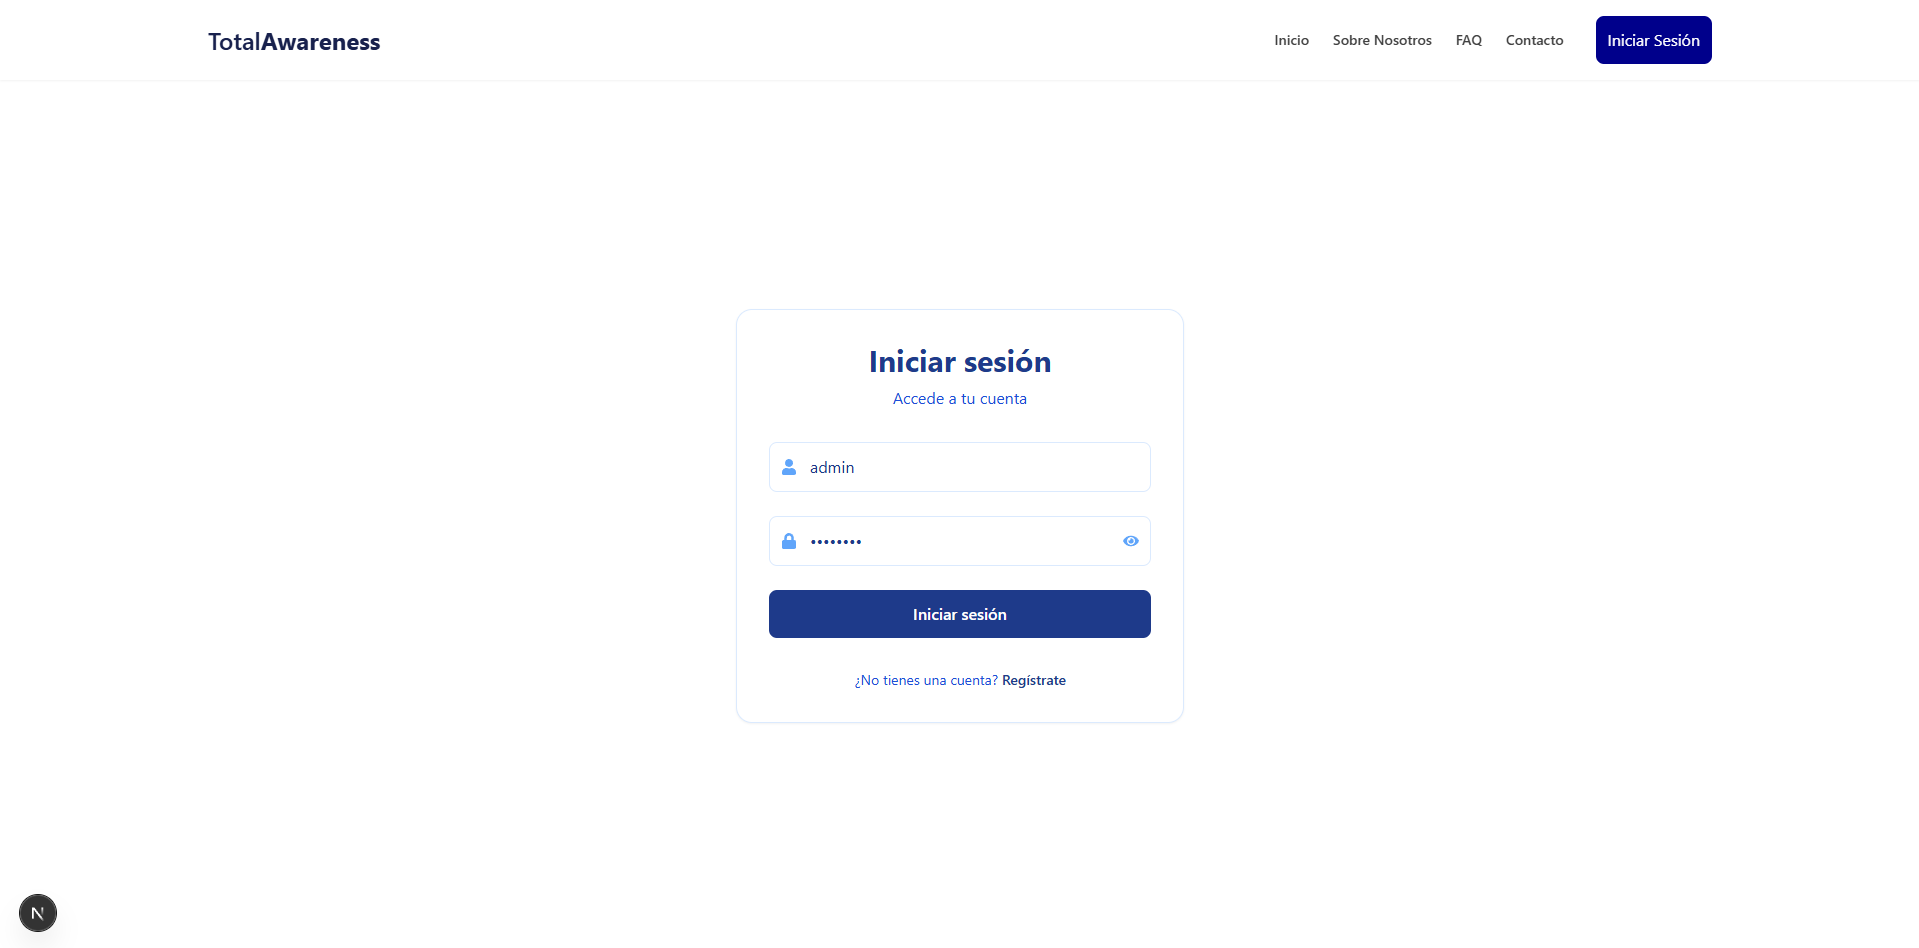 TotalAwareness
Inicio Sobre Nosotros FAQ Contacto Iniciar Sesión
Iniciar sesión
Accede a tu cuenta
admin
••••••••
Iniciar sesión
¿No tienes una cuenta? Regístrate
N